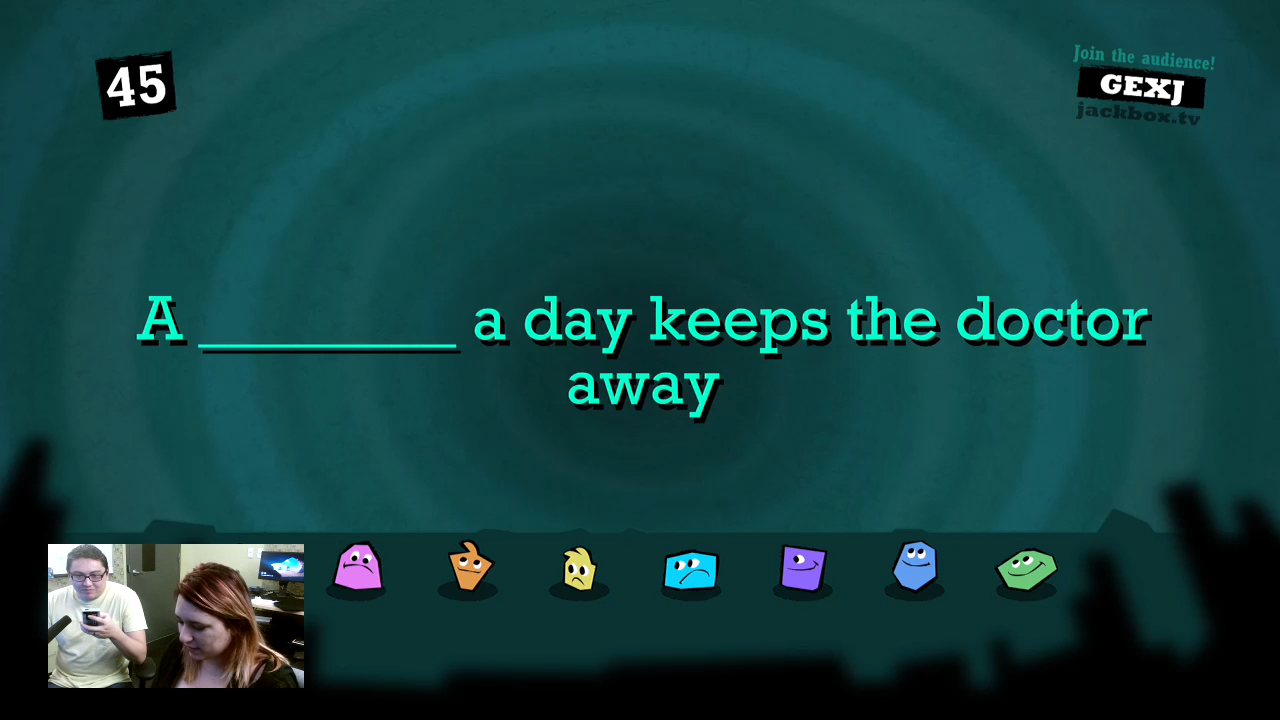 45
Join the audience!
GEXJ
jackbox.tv
A ________ a day keeps the doctor
away